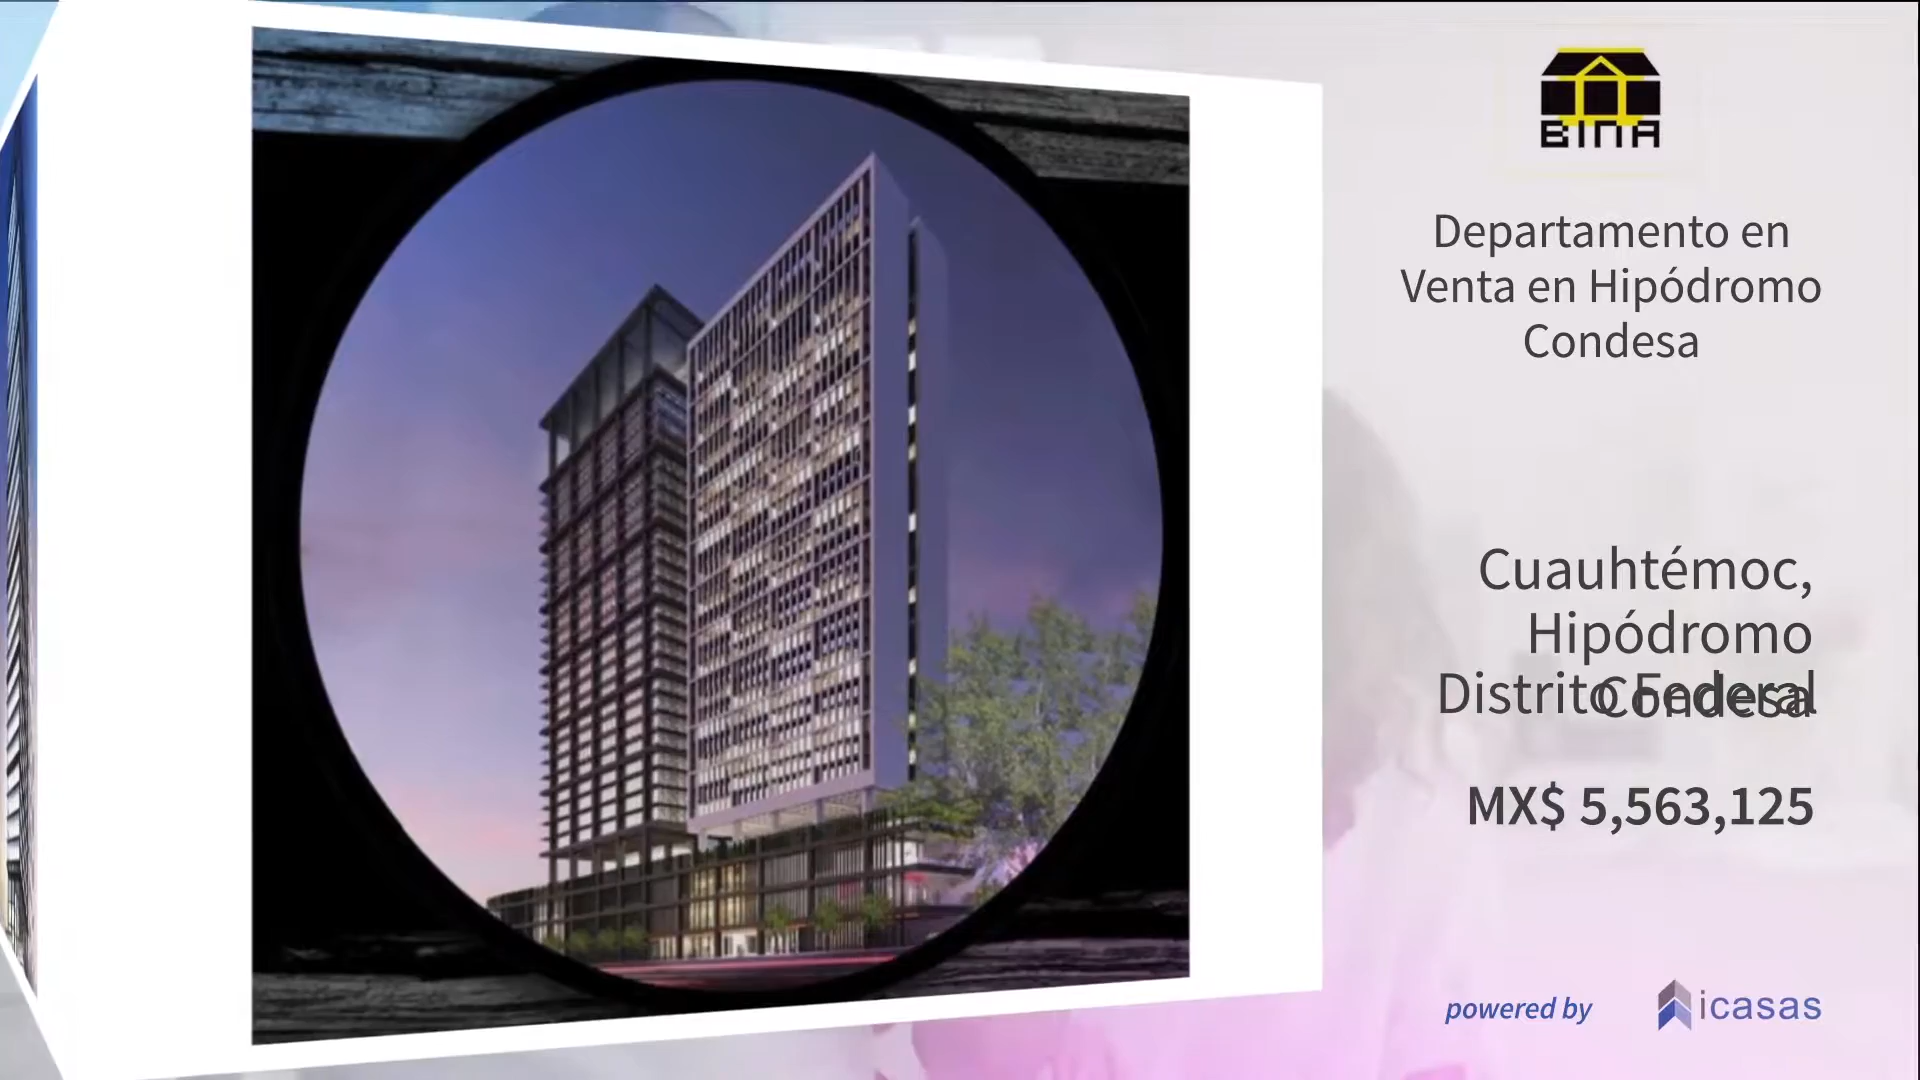 BINA
Departamento en
Venta en Hipódromo
Condesa
Cuauhtémoc,
Hipódromo
Condesa
Distrito Federal
MX$ 5,563,125
powered by
icasas